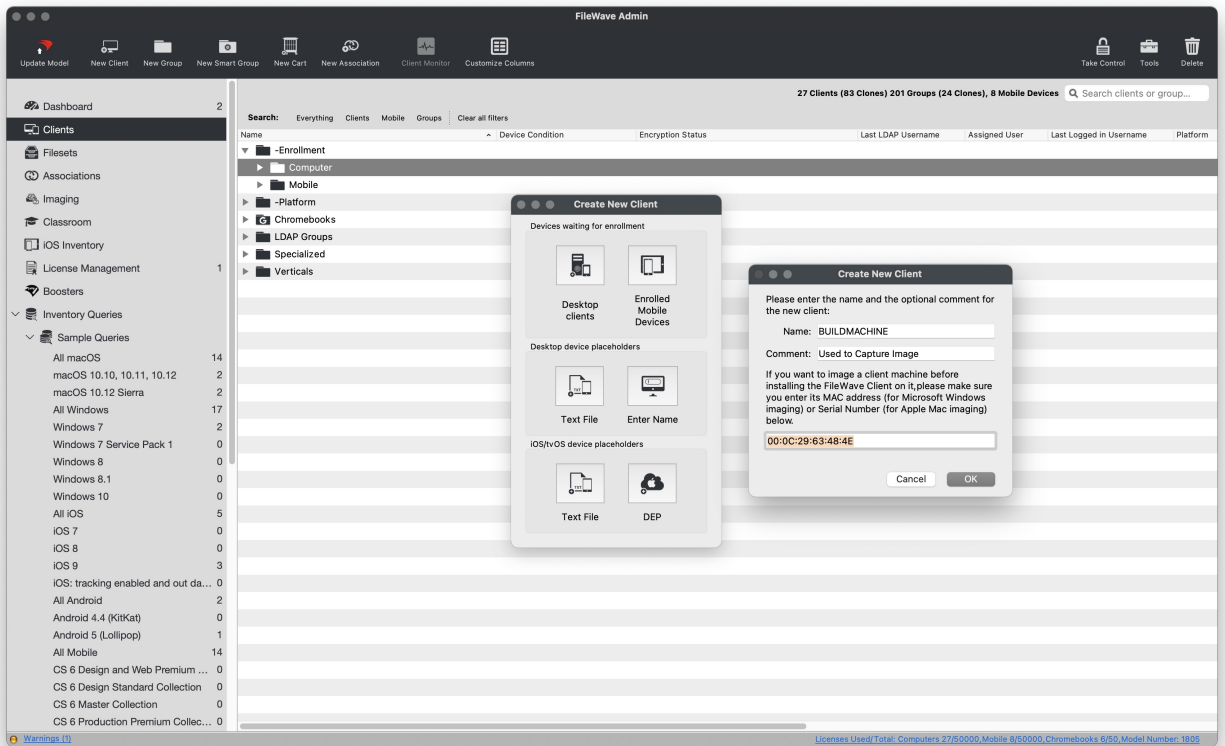 FileWave Admin
Update Model
New Client
New Group
New Smart Group
New Cart
New Association
Client Monitor
Customize Columns
Take Control
Tools
Delete
27 Clients (83 Clones) 201 Groups (24 Clones), 8 Mobile Devices
Search clients or group...
Dashboard 2
Clients
Filesets
Associations
Imaging
Classroom
iOS Inventory
License Management 1
Boosters
Inventory Queries
Sample Queries
All macOS 14
macOS 10.10, 10.11, 10.12 2
macOS 10.12 Sierra 2
All Windows 17
Windows 7 2
Windows 7 Service Pack 1 0
Windows 8 0
Windows 8.1 0
Windows 10 0
All iOS 5
iOS 7 0
iOS 8 0
iOS 9 3
iOS: tracking enabled and out da... 0
All Android 2
Android 4.4 (KitKat) 0
Android 5 (Lollipop) 1
All Mobile 14
CS 6 Design and Web Premium ... 0
CS 6 Design Standard Collection 0
CS 6 Master Collection 0
CS 6 Production Premium Collec... 0
Search: Everything Clients Mobile Groups Clear all filters
Name Device Condition Encryption Status Last LDAP Username Assigned User Last Logged in Username Platform
-Enrollment
Computer
Mobile
-Platform
Chromebooks
LDAP Groups
Specialized
Verticals
Create New Client
Devices waiting for enrollment
Desktop
clients
Enrolled
Mobile
Devices
Desktop device placeholders
TXT
Text File
Enter Name
iOS/tvOS device placeholders
TXT
Text File
DEP
Create New Client
Please enter the name and the optional comment for
the new client:
Name: BUILDMACHINE
Comment: Used to Capture Image
If you want to image a client machine before
installing the FileWave Client on it,please make sure
you enter its MAC address (for Microsoft Windows
imaging) or Serial Number (for Apple Mac imaging)
below.
00:0C:29:63:48:4E
Cancel
OK
Warnings (1)
Licenses Used/Total: Computers 27/50000,Mobile 8/50000,Chromebooks 6/50,Model Number: 1805